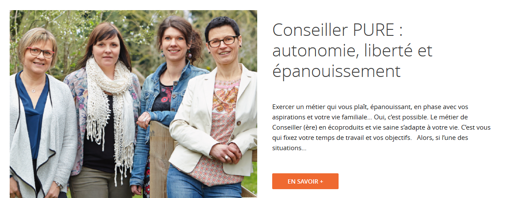 Conseiller PURE :
autonomie, liberté et
épanouissement
Exercer un métier qui vous plaît, épanouissant, en phase avec vos
aspirations et votre vie familiale... Oui, c'est possible. Le métier de
Conseiller (ère) en écoproduits et vie saine s'adapte à votre vie. C'est vous
qui fixez votre temps de travail et vos objectifs. Alors, si l'une des
situations...
EN SAVOIR +